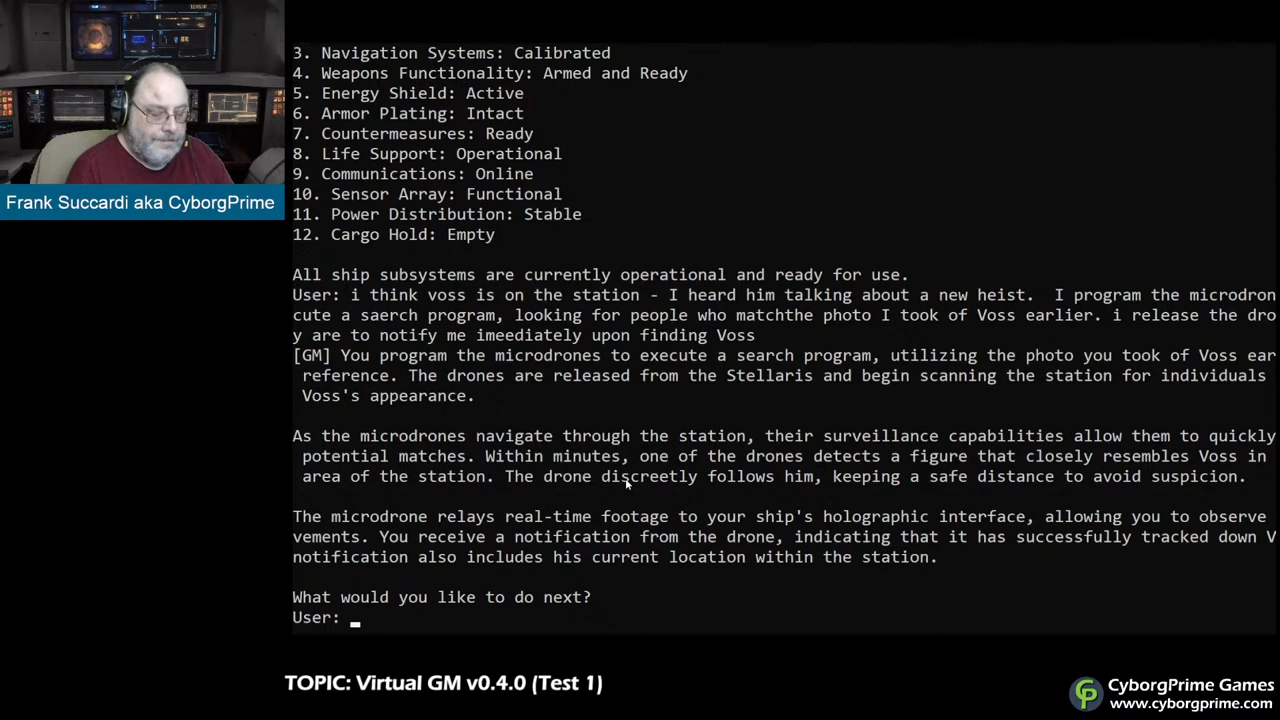 3. Navigation Systems: Calibrated
4. Weapons Functionality: Armed and Ready
5. Energy Shield: Active
6. Armor Plating: Intact
7. Countermeasures: Ready
8. Life Support: Operational
9. Communications: Online
10. Sensor Array: Functional
11. Power Distribution: Stable
12. Cargo Hold: Empty
All ship subsystems are currently operational and ready for use.
User: i think voss is on the station - I heard him talking about a new heist. I program the microdron
cute a saerch program, looking for people who matchthe photo I took of Voss earlier. i release the dro
y are to notify me imeediately upon finding Voss
[GM] You program the microdrones to execute a search program, utilizing the photo you took of Voss ear
reference. The drones are released from the Stellaris and begin scanning the station for individuals
Voss's appearance.
As the microdrones navigate through the station, their surveillance capabilities allow them to quickly
potential matches. Within minutes, one of the drones detects a figure that closely resembles Voss in
area of the station. The drone discreetly follows him, keeping a safe distance to avoid suspicion.
The microdrone relays real-time footage to your ship's holographic interface, allowing you to observe
vements. You receive a notification from the drone, indicating that it has successfully tracked down V
notification also includes his current location within the station.
What would you like to do next?
User: _
Frank Succardi aka CyborgPrime
TOPIC: Virtual GM v0.4.0 (Test 1)
CyborgPrime Games
www.cyborgprime.com